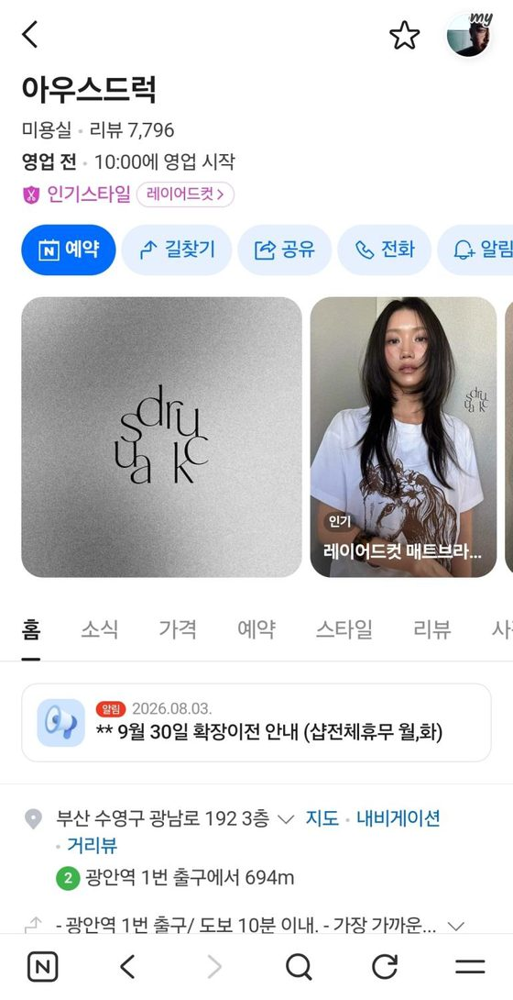 my
아우스드럭
미용실 • 리뷰 7,796
영업 전 • 10:00에 영업 시작
인기스타일 레이어드컷 >
N 예약 길찾기 공유 전화 알림
sdru
ua kc
sdru
ua k
인기
레이어드컷 매트브라...
홈 소식 가격 예약 스타일 리뷰 사
알림 2026.08.03.
** 9월 30일 확장이전 안내 (샵전체휴무 월,화)
부산 수영구 광남로 192 3층 지도 • 내비게이션
• 거리뷰
2 광안역 1번 출구에서 694m
- 광안역 1번 출구/ 도보 10분 이내. - 가장 가까운...
N